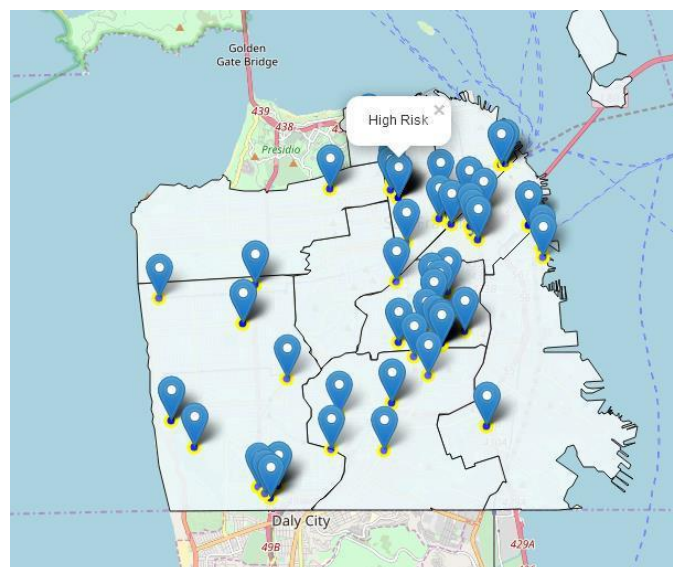 Golden
Gate Bridge
439
438
Presidio
High Risk
×
Daly City
49B
429A